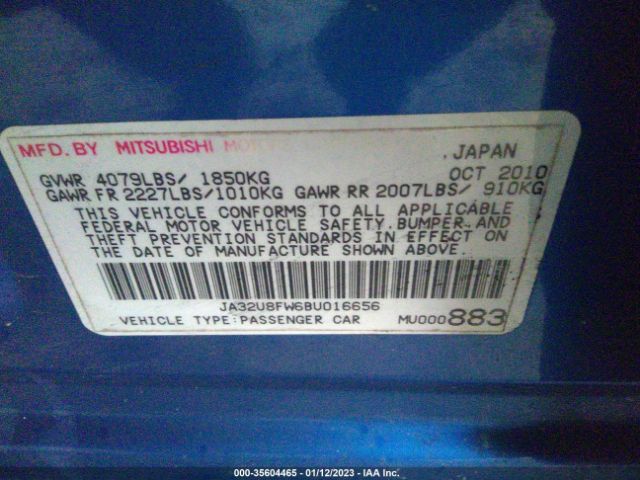 MFD. BY MITSUBISHI MOTORS JAPAN
GVWR 4079LBS/ 1850KG OCT 2010
GAWR FR 2227LBS/1010KG GAWR RR 2007LBS/ 910KG
THIS VEHICLE CONFORMS TO ALL APPLICABLE
FEDERAL MOTOR VEHICLE SAFETY, BUMPER, AND
THEFT PREVENTION STANDARDS IN EFFECT ON
THE DATE OF MANUFACTURE SHOWN ABOVE.
JA32U8FW6BU016656
VEHICLE TYPE:PASSENGER CAR MU000883
000-35604465 - 01/12/2023 - IAA Inc.